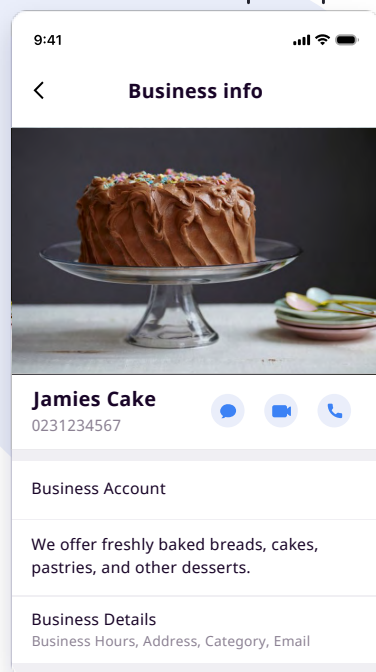 9:41
Business info
Jamies Cake
0231234567
Business Account
We offer freshly baked breads, cakes,
pastries, and other desserts.
Business Details
Business Hours, Address, Category, Email